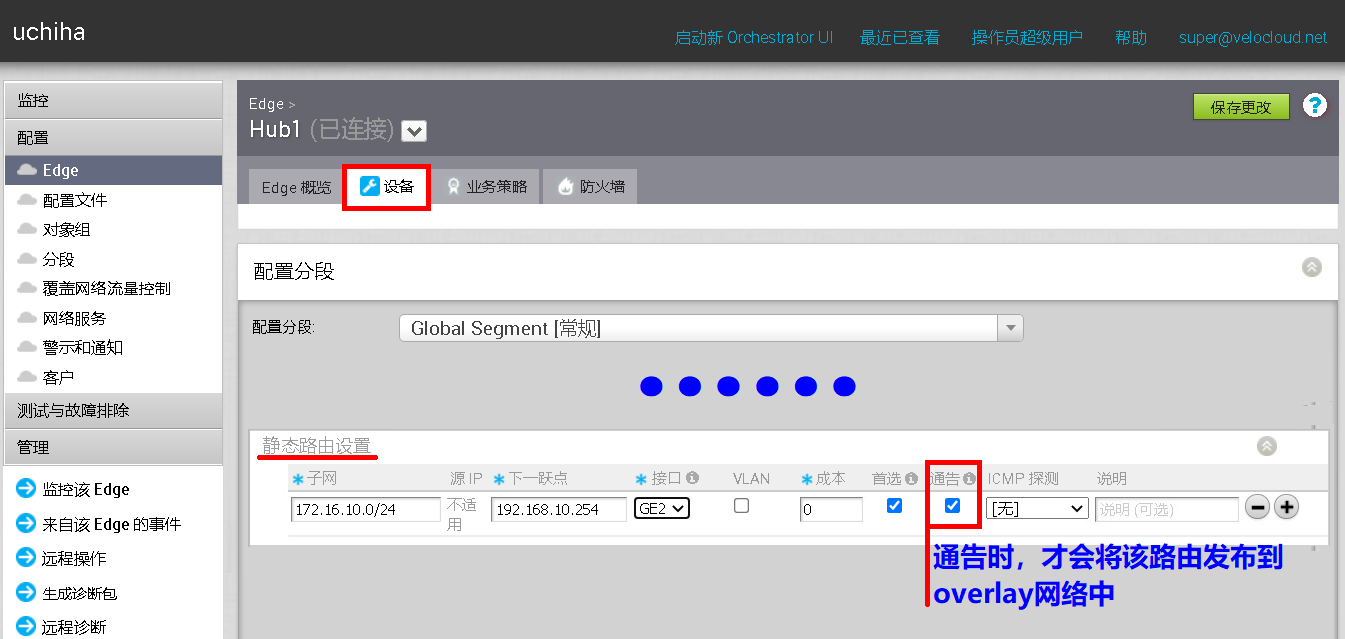 uchiha
启动新 Orchestrator UI 最近已查看 操作员超级用户 帮助 super@velocloud.net
监控
配置
Edge
配置文件
对象组
分段
覆盖网络流量控制
网络服务
警示和通知
客户
测试与故障排除
管理
监控该 Edge
来自该 Edge 的事件
远程操作
生成诊断包
远程诊断
Edge >
Hub1 (已连接)
保存更改 ?
Edge 概览 设备 业务策略 防火墙
配置分段
配置分段: Global Segment [常规]
静态路由设置
*子网 源 IP *下一跃点 *接口 VLAN *成本 首选 通告 ICMP 探测 说明
172.16.10.0/24 不适用 192.168.10.254 GE2 0 [无] 说明 (可选)
通告时，才会将该路由发布到
overlay网络中